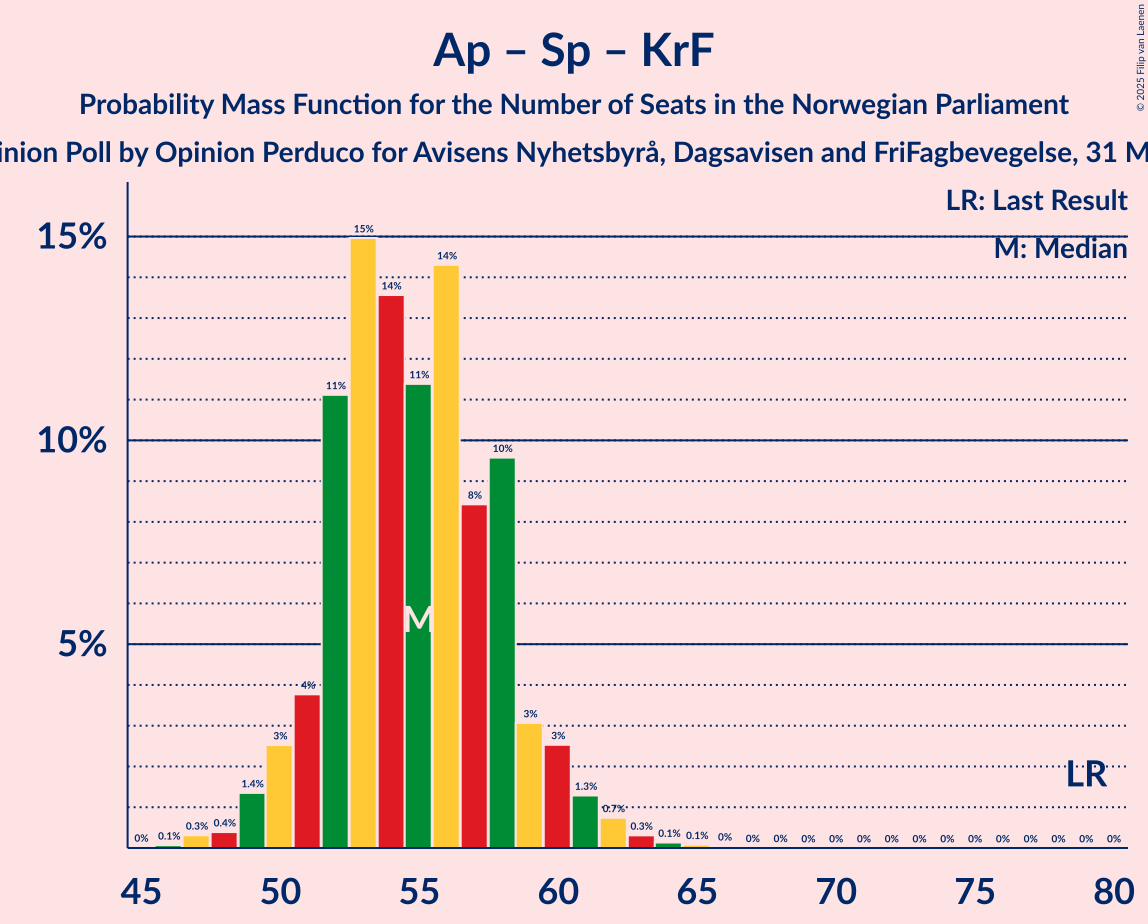 Ap – Sp – KrF
Probability Mass Function for the Number of Seats in the Norwegian Parliament
Opinion Poll by Opinion Perduco for Avisens Nyhetsbyrå, Dagsavisen and FriFagbevegelse, 31 M
© 2025 Filip van Laenen
LR: Last Result
M: Median
15%
10%
5%
0% 0.1% 0.3% 0.4% 1.4% 3% 4% 11% 15% 14% 11% 14% 8% 10% 3% 3% 1.3% 0.7% 0.3% 0.1% 0.1% 0% 0% 0% 0% 0% 0% 0% 0% 0% 0% 0% 0% 0% 0% 0%
M
LR
45 50 55 60 65 70 75 80